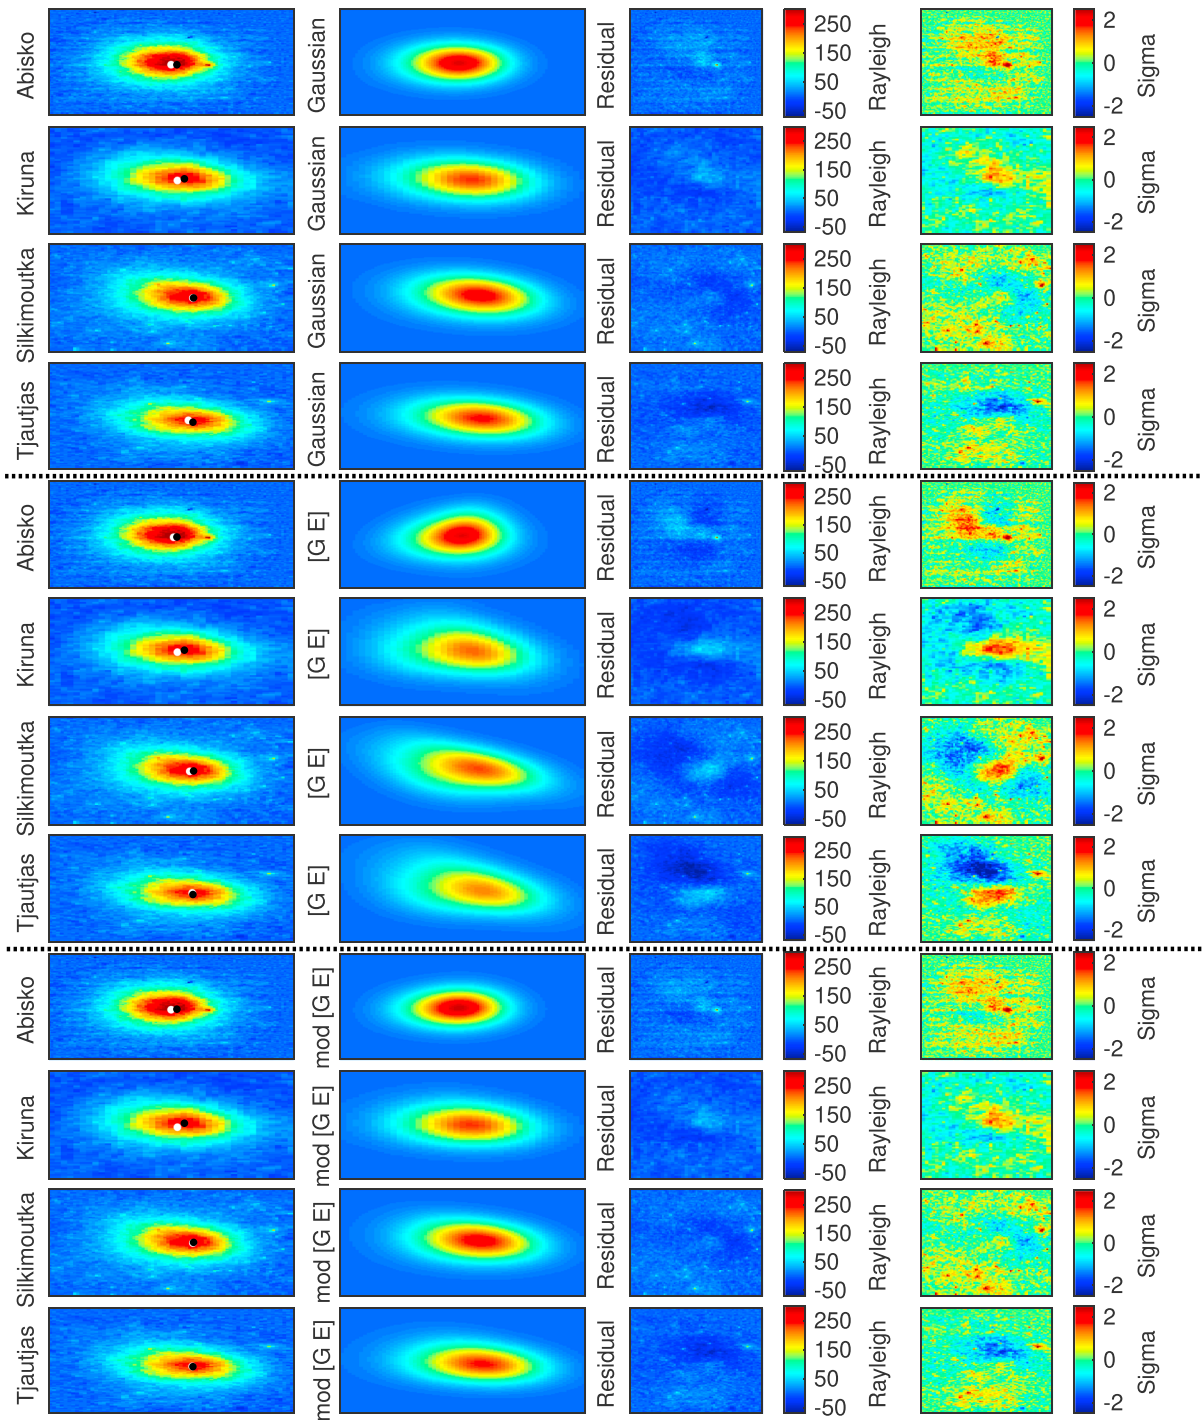 Abisko Gaussian Residual 250 150 50 -50 Rayleigh 2 0 -2 Sigma
Kiruna Gaussian Residual 250 150 50 -50 Rayleigh 2 0 -2 Sigma
Silkimoutka Gaussian Residual 250 150 50 -50 Rayleigh 2 0 -2 Sigma
Tjautjas Gaussian Residual 250 150 50 -50 Rayleigh 2 0 -2 Sigma
Abisko [G E] Residual 250 150 50 -50 Rayleigh 2 0 -2 Sigma
Kiruna [G E] Residual 250 150 50 -50 Rayleigh 2 0 -2 Sigma
Silkimoutka [G E] Residual 250 150 50 -50 Rayleigh 2 0 -2 Sigma
Tjautjas [G E] Residual 250 150 50 -50 Rayleigh 2 0 -2 Sigma
Abisko mod [G E] Residual 250 150 50 -50 Rayleigh 2 0 -2 Sigma
Kiruna mod [G E] Residual 250 150 50 -50 Rayleigh 2 0 -2 Sigma
Silkimoutka mod [G E] Residual 250 150 50 -50 Rayleigh 2 0 -2 Sigma
Tjautjas mod [G E] Residual 250 150 50 -50 Rayleigh 2 0 -2 Sigma